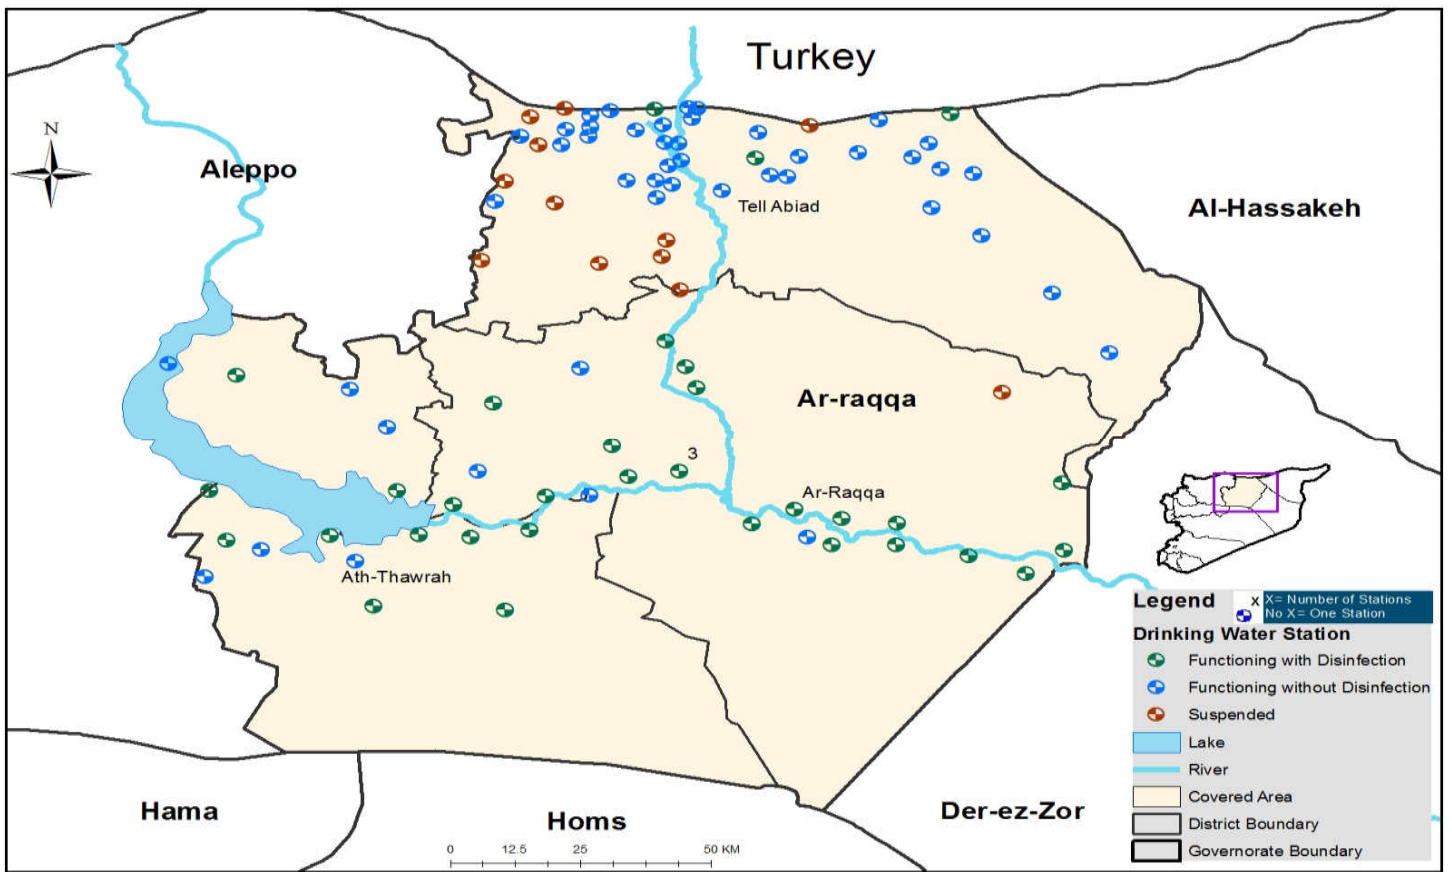 Turkey
N
Aleppo
Al-Hassakeh
Tell Abiad
Ar-raqqa
3
Ar-Raqqa
Ath-Thawrah
Hama
Homs
Der-ez-Zor
0 12.5 25 50 KM
Legend
X X= Number of Stations
No X= One Station
Drinking Water Station
Functioning with Disinfection
Functioning without Disinfection
Suspended
Lake
River
Covered Area
District Boundary
Governorate Boundary